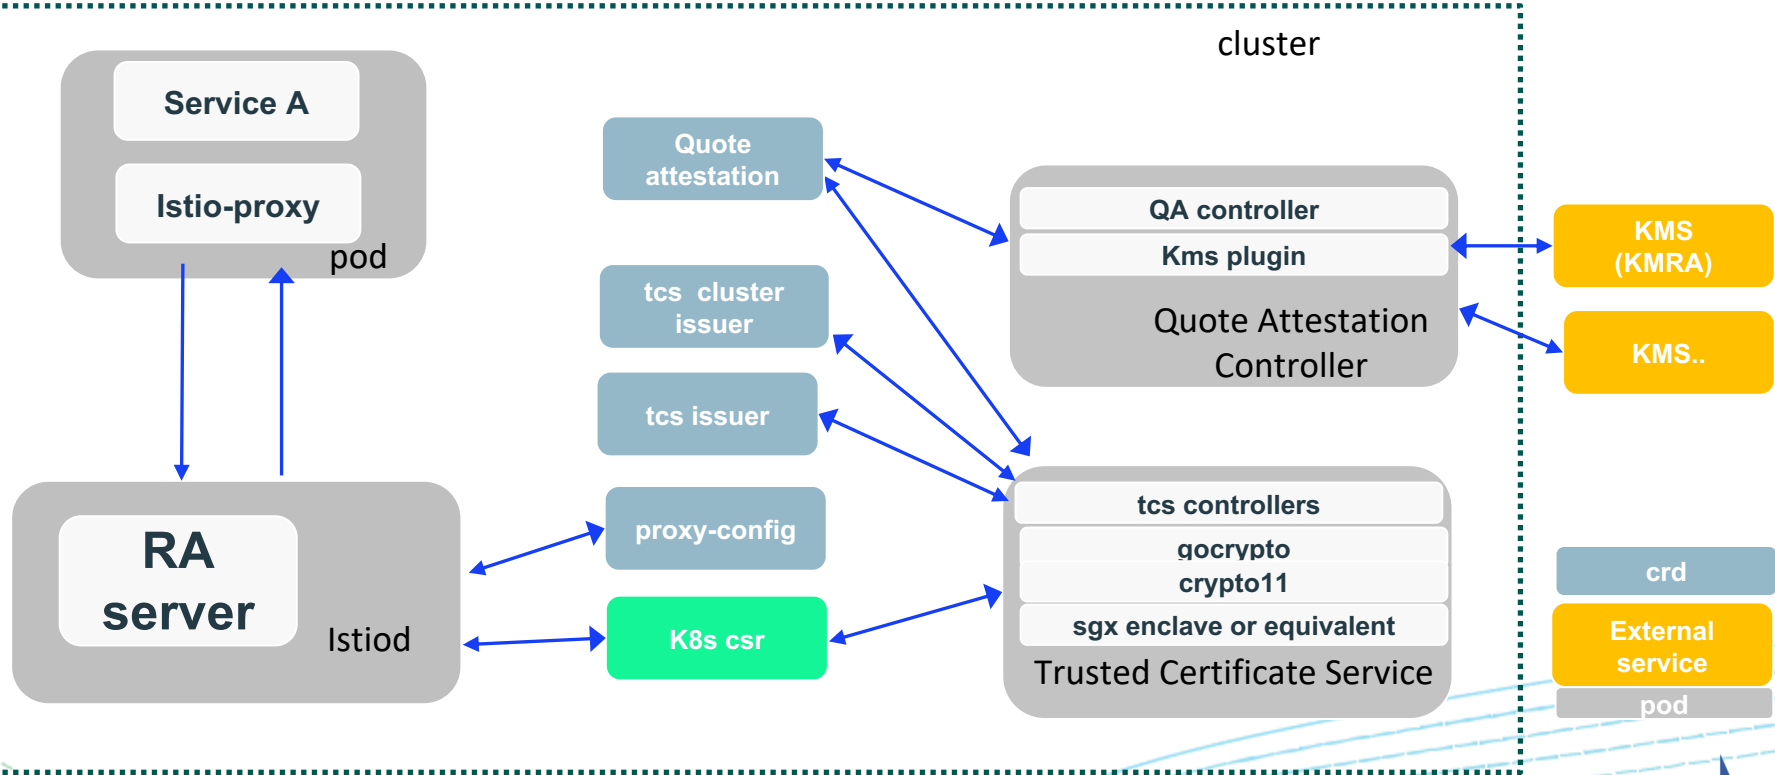 cluster
Service A
Istio-proxy
pod
RA
server
Istiod
Quote
attestation
tcs cluster
issuer
tcs issuer
proxy-config
K8s csr
QA controller
Kms plugin
Quote Attestation
Controller
tcs controllers
gocrypto
crypto11
sgx enclave or equivalent
Trusted Certificate Service
KMS
(KMRA)
KMS..
crd
External
service
pod